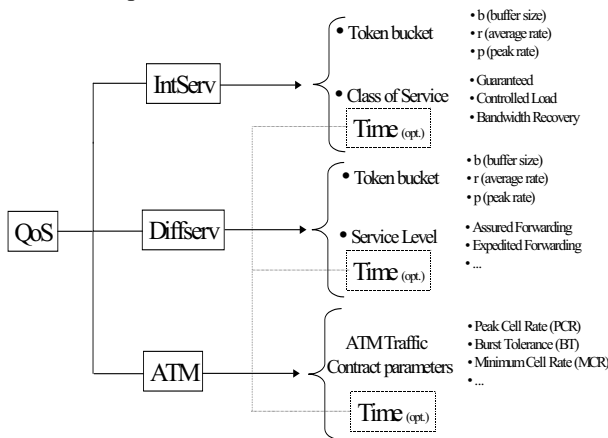 QoS
IntServ
• Token bucket
• b (buffer size)
• r (average rate)
• p (peak rate)
• Class of Service
• Guaranteed
• Controlled Load
• Bandwidth Recovery
Time (opt.)
Diffserv
• Token bucket
• b (buffer size)
• r (average rate)
• p (peak rate)
• Service Level
• Assured Forwarding
• Expedited Forwarding
• ...
Time (opt.)
ATM
ATM Traffic
Contract parameters
• Peak Cell Rate (PCR)
• Burst Tolerance (BT)
• Minimum Cell Rate (MCR)
• ...
Time (opt.)